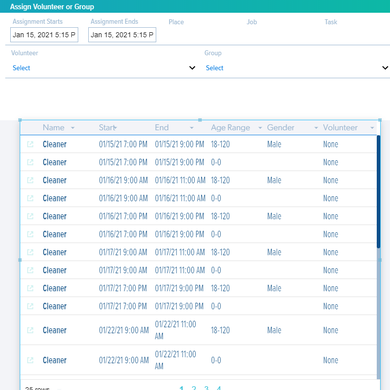 Assign Volunteer or Group
Assignment Starts Assignment Ends Place Job Task
Jan 15, 2021 5:15 P Jan 15, 2021 5:15 P
Volunteer Group
Select Select
Name Start End Age Range Gender Volunteer
Cleaner 01/15/21 7:00 PM 01/15/21 9:00 PM 18-120 Male None
Cleaner 01/15/21 7:00 PM 01/15/21 9:00 PM 0-0 None
Cleaner 01/16/21 9:00 AM 01/16/21 11:00 AM 18-120 Male None
Cleaner 01/16/21 9:00 AM 01/16/21 11:00 AM 0-0 None
Cleaner 01/16/21 7:00 PM 01/16/21 9:00 PM 18-120 Male None
Cleaner 01/16/21 7:00 PM 01/16/21 9:00 PM 0-0 None
Cleaner 01/17/21 9:00 AM 01/17/21 11:00 AM 18-120 Male None
Cleaner 01/17/21 9:00 AM 01/17/21 11:00 AM 0-0 None
Cleaner 01/17/21 7:00 PM 01/17/21 9:00 PM 18-120 Male None
Cleaner 01/17/21 7:00 PM 01/17/21 9:00 PM 0-0 None
Cleaner 01/22/21 9:00 AM 01/22/21 11:00 AM 18-120 Male None
Cleaner 01/22/21 9:00 AM 01/22/21 11:00 AM 0-0 None
rows 1 2 3 4